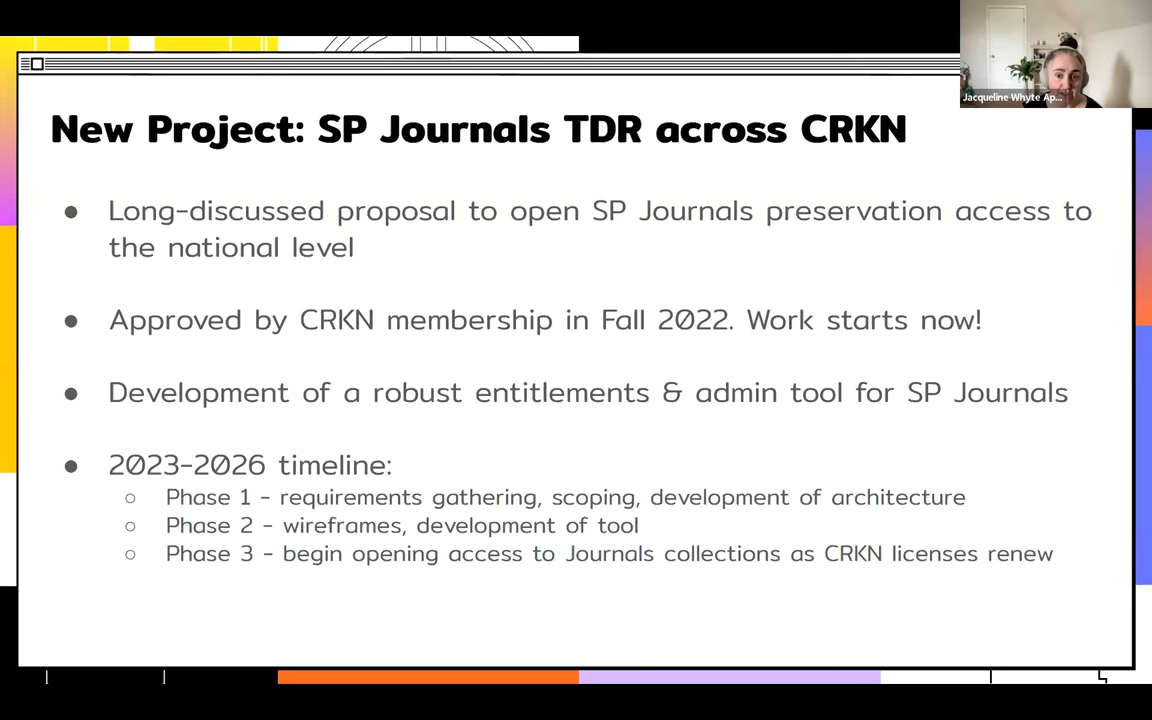 Jacqueline Whyte Ap...
New Project: SP Journals TDR across CRKN
● Long-discussed proposal to open SP Journals preservation access to
the national level
● Approved by CRKN membership in Fall 2022. Work starts now!
● Development of a robust entitlements & admin tool for SP Journals
● 2023-2026 timeline:
○ Phase 1 - requirements gathering, scoping, development of architecture
○ Phase 2 - wireframes, development of tool
○ Phase 3 - begin opening access to Journals collections as CRKN licenses renew